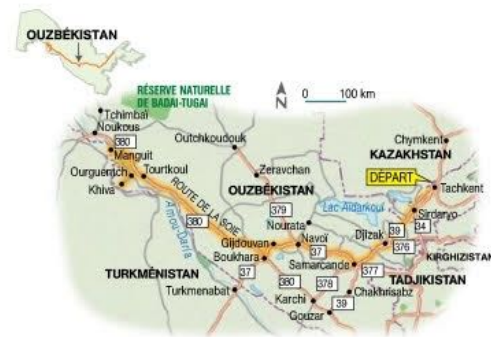 OUZBÉKISTAN
RÉSERVE NATURELLE
DE BADAI-TUGAI
N
0 100 km
Tchimbaï
Noukous
380
Manguit
Ourguentch
Tourtkoul
Khiva
Outchkoudouk
Zeravchan
OUZBÉKISTAN
379
Nourata
Lac Aïdarkoul
Chymkent
KAZAKHSTAN
DÉPART
Tachkent
Sirdaryo
34
39
376
Djizak
KIRGHIZISTAN
ROUTE DE LA SOIE
380
Amou-Daria
Gijdouvan
Navoï
37
Boukhara
Samarcande
377
TADJIKISTAN
37
380
378
TURKMÉNISTAN
Turkmenabat
Karchi
39
Chakhrisabz
Gouzar